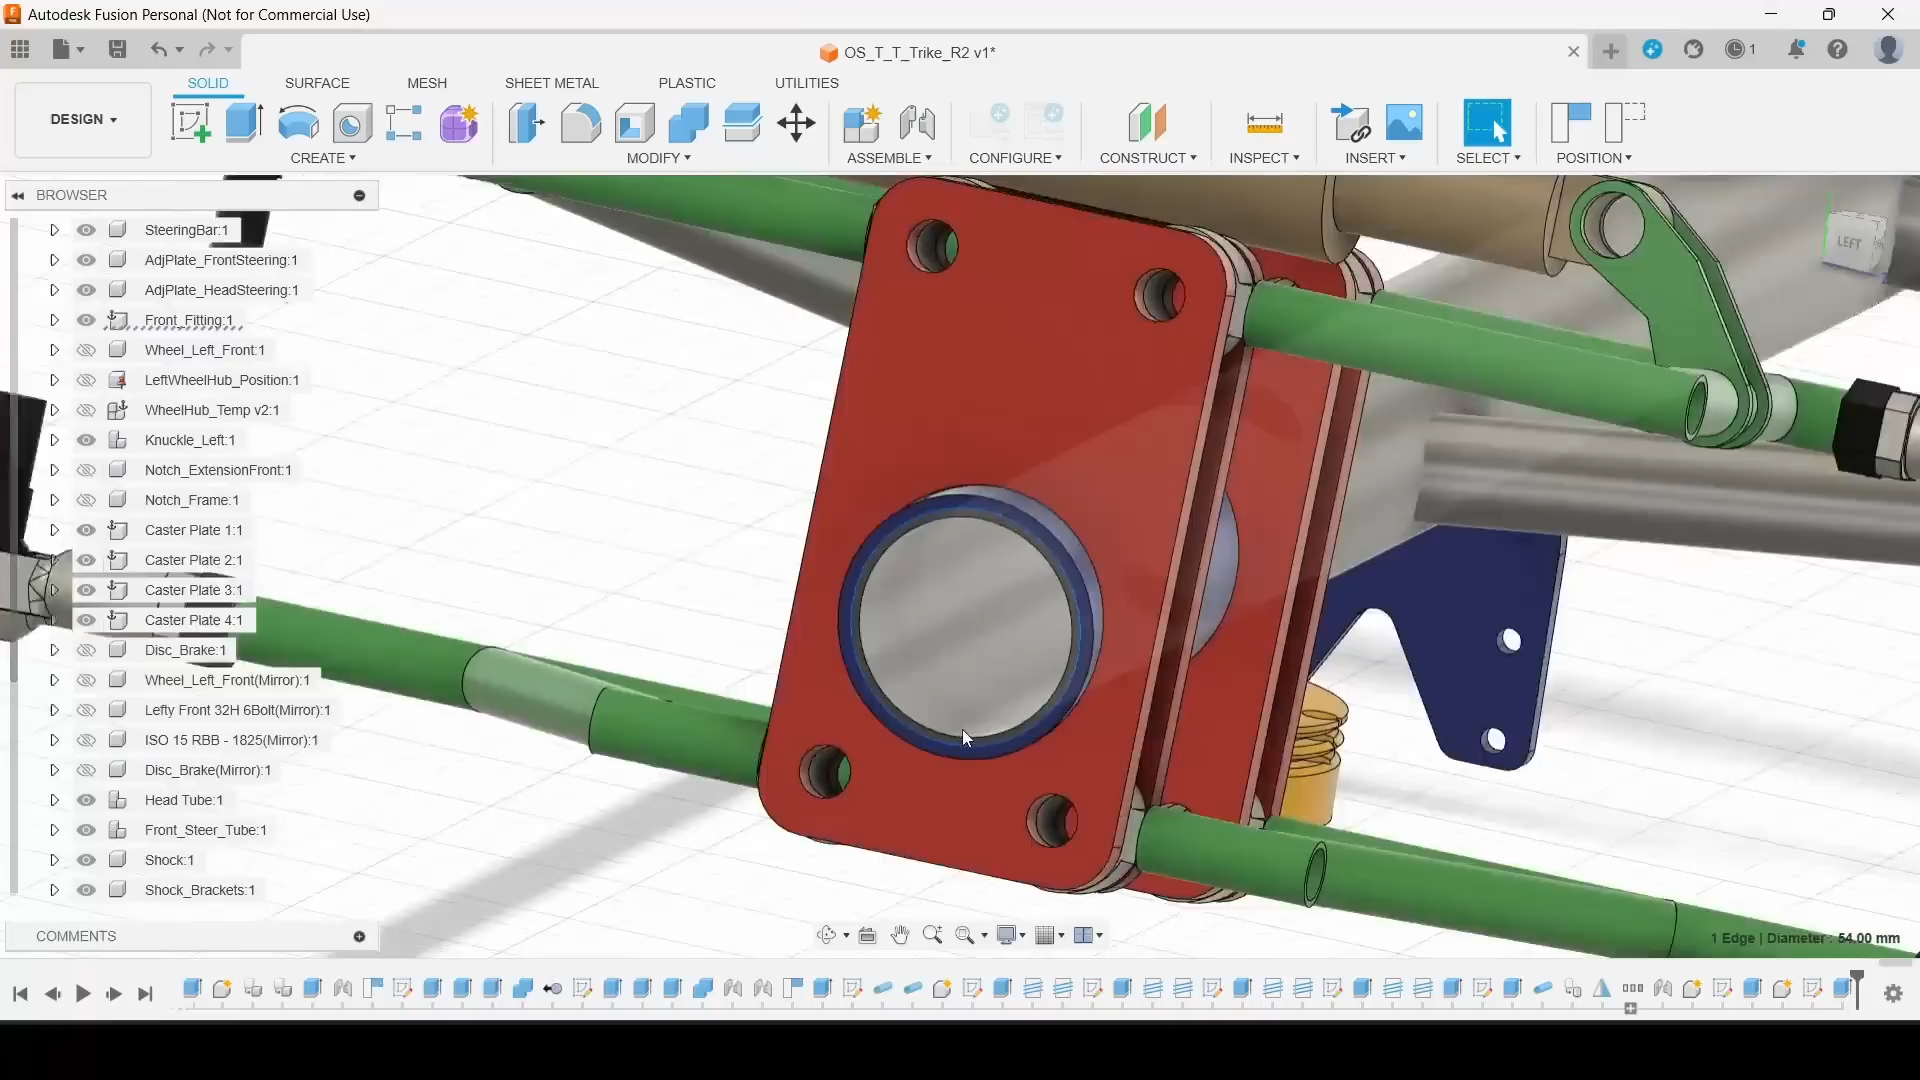 Autodesk Fusion Personal (Not for Commercial Use)
OS_T_T_Trike_R2 v1*
1
DESIGN
SOLID SURFACE MESH SHEET METAL PLASTIC UTILITIES
CREATE MODIFY ASSEMBLE CONFIGURE CONSTRUCT INSPECT INSERT SELECT POSITION
BROWSER
SteeringBar:1
AdjPlate_FrontSteering:1
AdjPlate_HeadSteering:1
Front_Fitting:1
Wheel_Left_Front:1
LeftWheelHub_Position:1
WheelHub_Temp v2:1
Knuckle_Left:1
Notch_ExtensionFront:1
Notch_Frame:1
Caster Plate 1:1
Caster Plate 2:1
Caster Plate 3:1
Caster Plate 4:1
Disc_Brake:1
Wheel_Left_Front(Mirror):1
Lefty Front 32H 6Bolt(Mirror):1
ISO 15 RBB - 1825(Mirror):1
Disc_Brake(Mirror):1
Head Tube:1
Front_Steer_Tube:1
Shock:1
Shock_Brackets:1
LEFT
Z
COMMENTS
1 Edge | Diameter : 54.00 mm